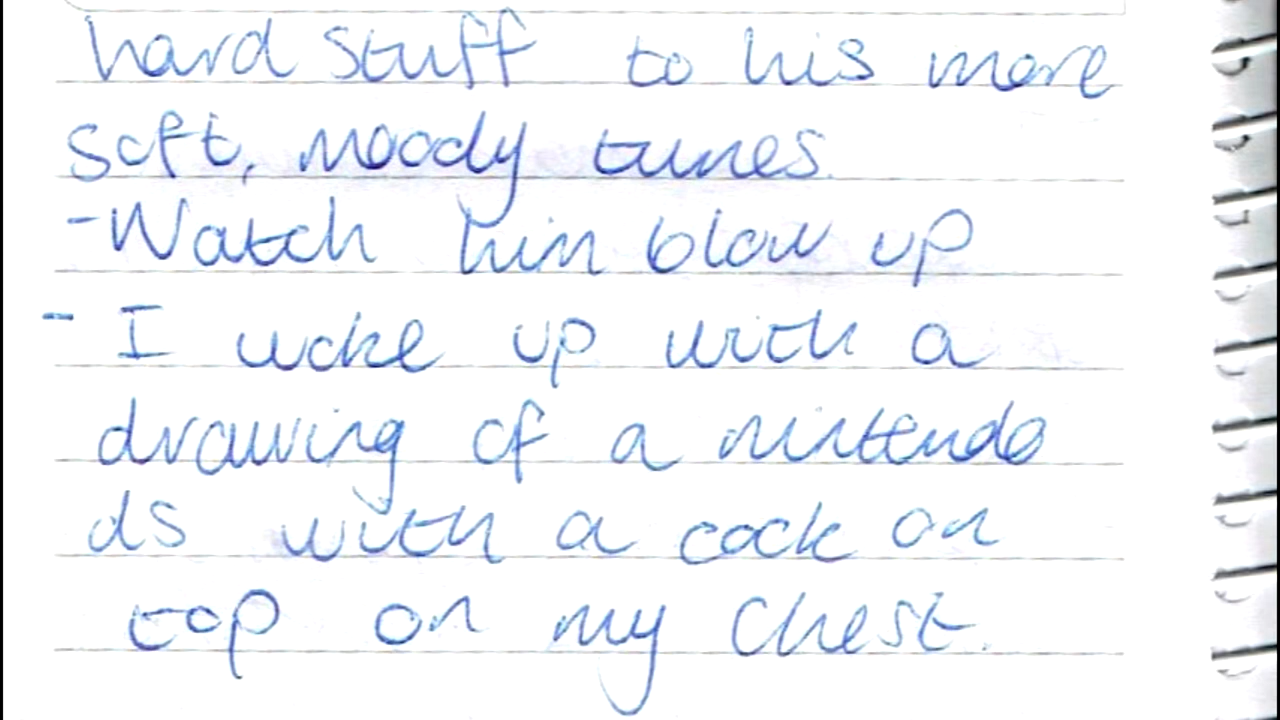 hard stuff to his more
soft, moody tunes.
- Watch him blow up
- I woke up with a
drawing of a nintendo
ds with a cock on
top on my chest.